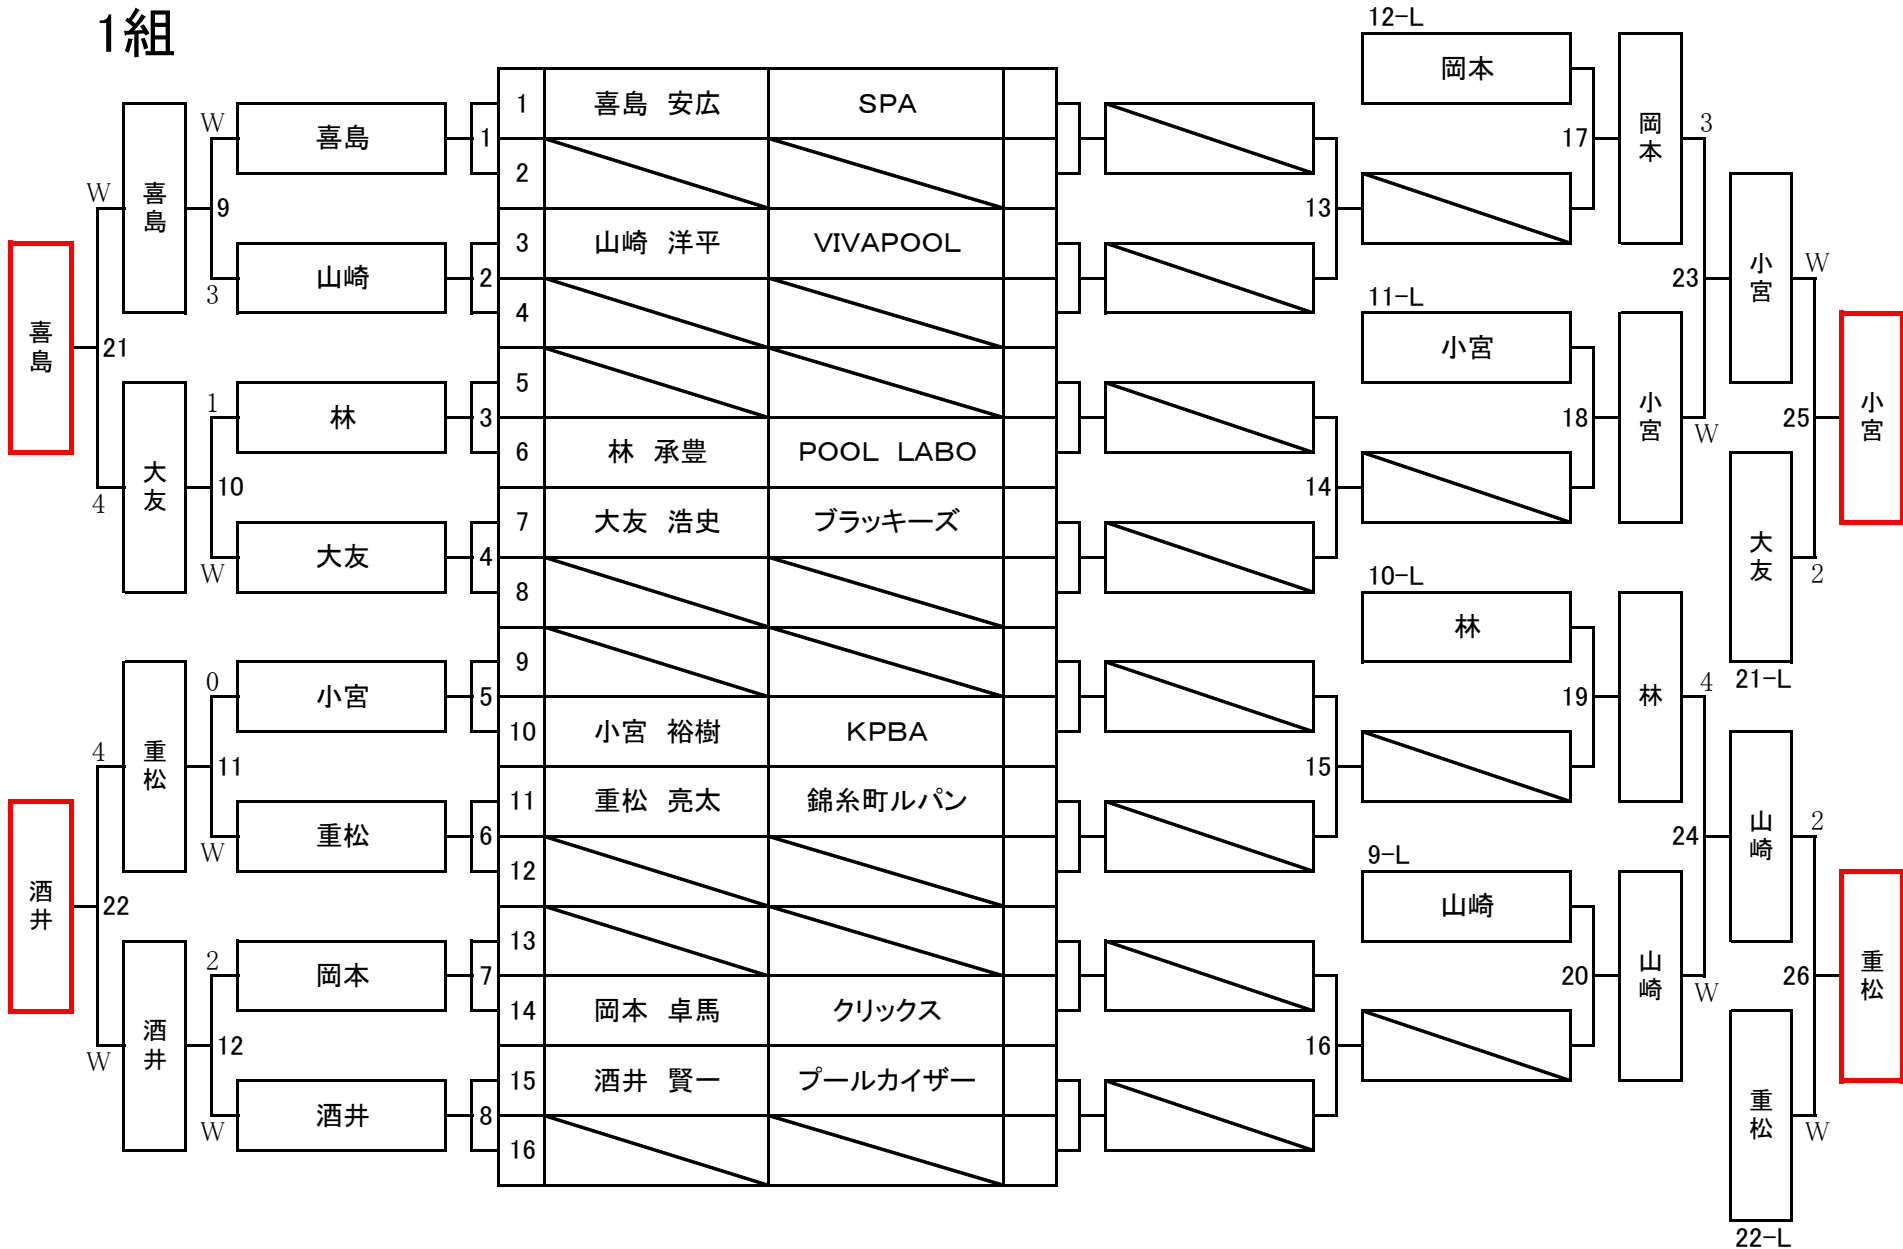 1組
12-L
岡本
1 喜島 安広 SPA
2
3 山崎 洋平 VIVAPOOL
4
5
6 林 承豊 POOL LABO
7 大友 浩史 ブラッキーズ
8
9
10 小宮 裕樹 KPBA
11 重松 亮太 錦糸町ルパン
12
13
14 岡本 卓馬 クリックス
15 酒井 賢一 プールカイザー
16
喜島
21
W
喜島
4
大友
9
W
喜島
1
3
山崎
2
10
1
林
3
W
大友
4
酒井
22
4
重松
W
酒井
11
0
小宮
5
W
重松
6
12
2
岡本
7
W
酒井
8
13
14
15
16
17
岡本
3
11-L
小宮
18
小宮
W
23
小宮
W
25
小宮
大友
2
21-L
10-L
林
19
林
4
9-L
山崎
20
山崎
W
24
山崎
2
26
重松
重松
W
22-L